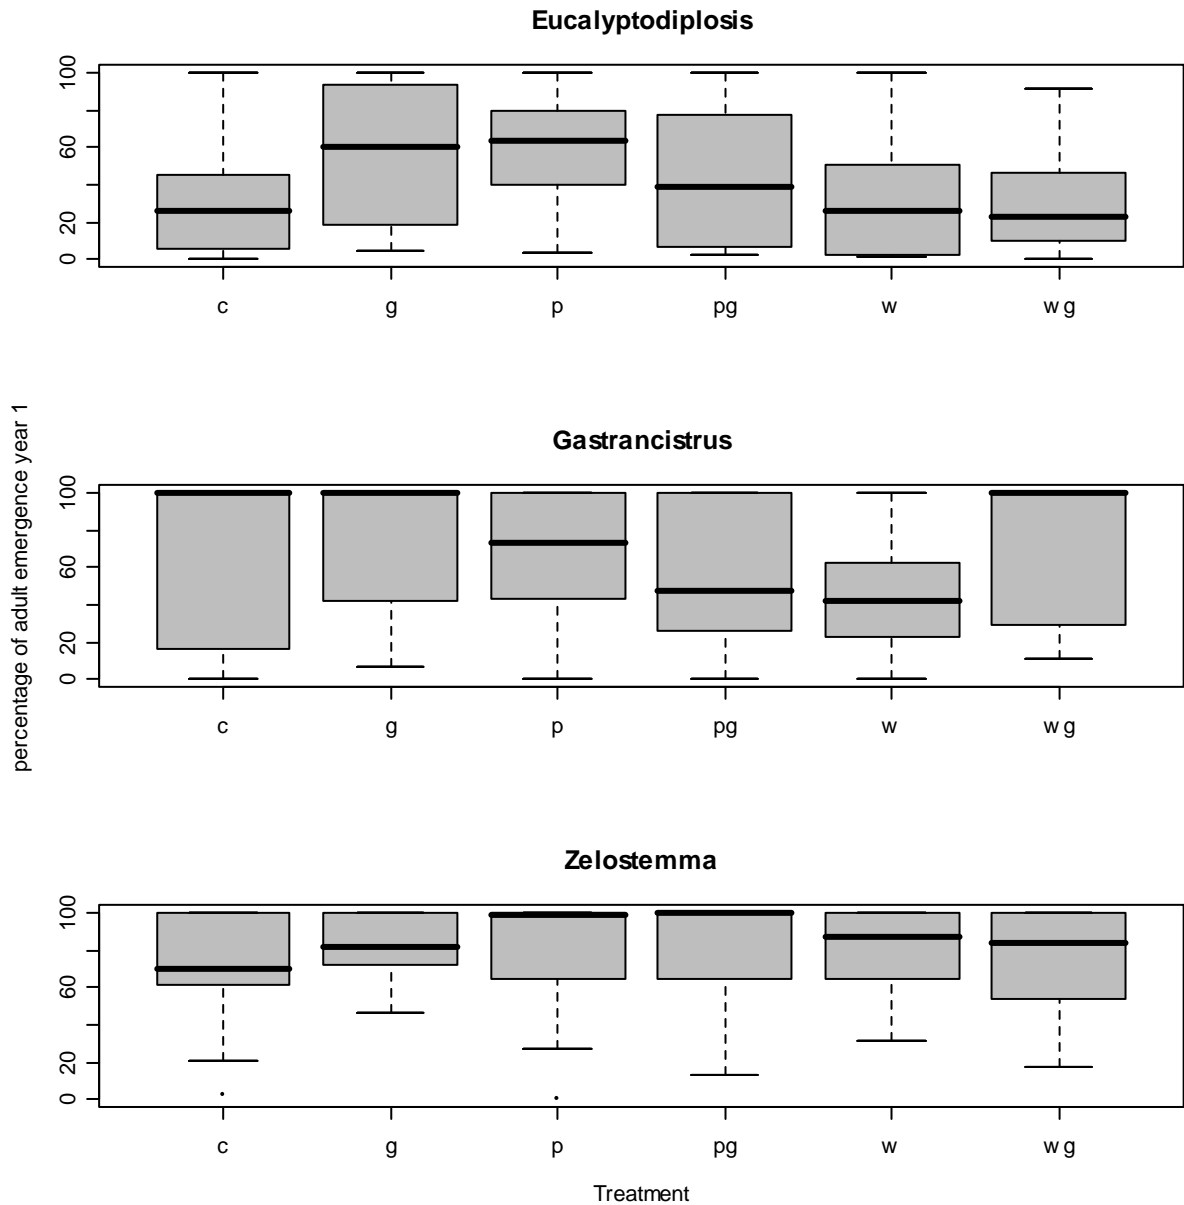 Eucalyptodiplosis
100
60
20
0
c g p pg w w g
Gastrancistrus
percentage of adult emergence year 1
100
60
20
0
c g p pg w w g
Zelostemma
100
60
20
0
c g p pg w w g
Treatment